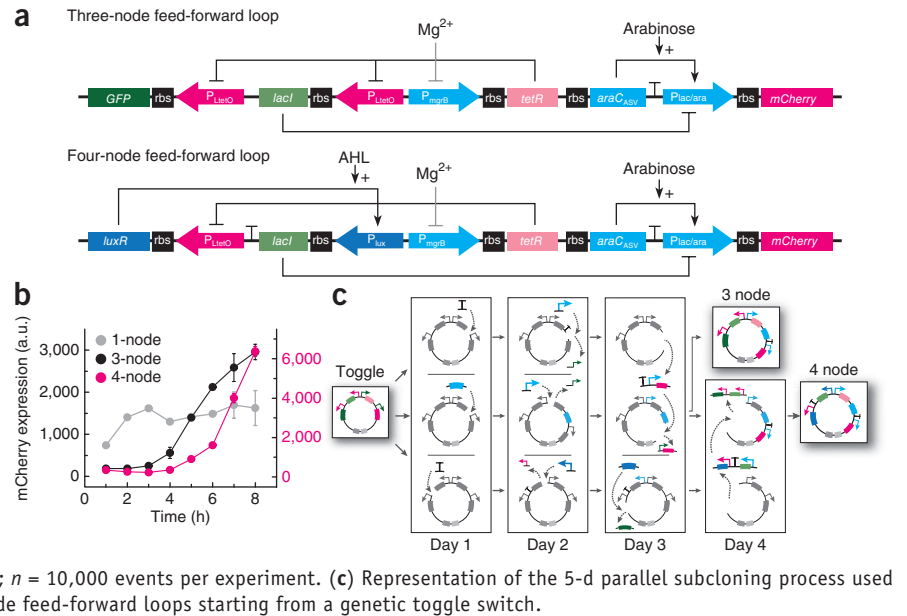 a
Three-node feed-forward loop
Mg2+
Arabinose
+
GFP rbs PLtetO lacI rbs PLtetO PmgrB rbs tetR rbs araCASV Plac/ara rbs mCherry
Four-node feed-forward loop
AHL
+
Mg2+
Arabinose
+
luxR rbs PLtetO lacI rbs Plux PmgrB rbs tetR rbs araCASV Plac/ara rbs mCherry
b
mCherry expression (a.u.)
1-node
3-node
4-node
3,000
2,000
1,000
0
6,000
4,000
2,000
0
0 1 2 3 4 5 6 7 8
Time (h)
c
Toggle
3 node
4 node
Day 1
Day 2
Day 3
Day 4
; n = 10,000 events per experiment. (c) Representation of the 5-d parallel subcloning process used
de feed-forward loops starting from a genetic toggle switch.